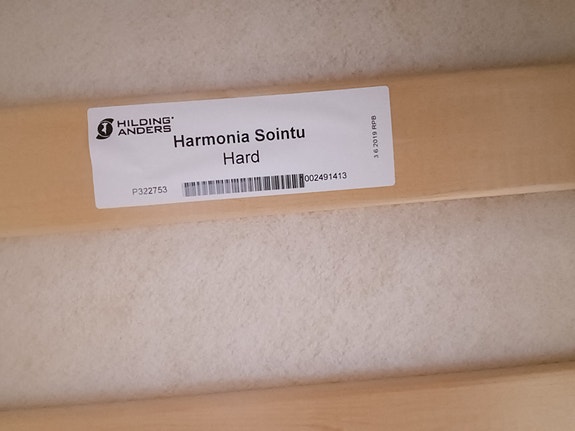 HILDING
ANDERS
Harmonia Sointu
Hard
P322753
002491413
3 6 2019 RPB